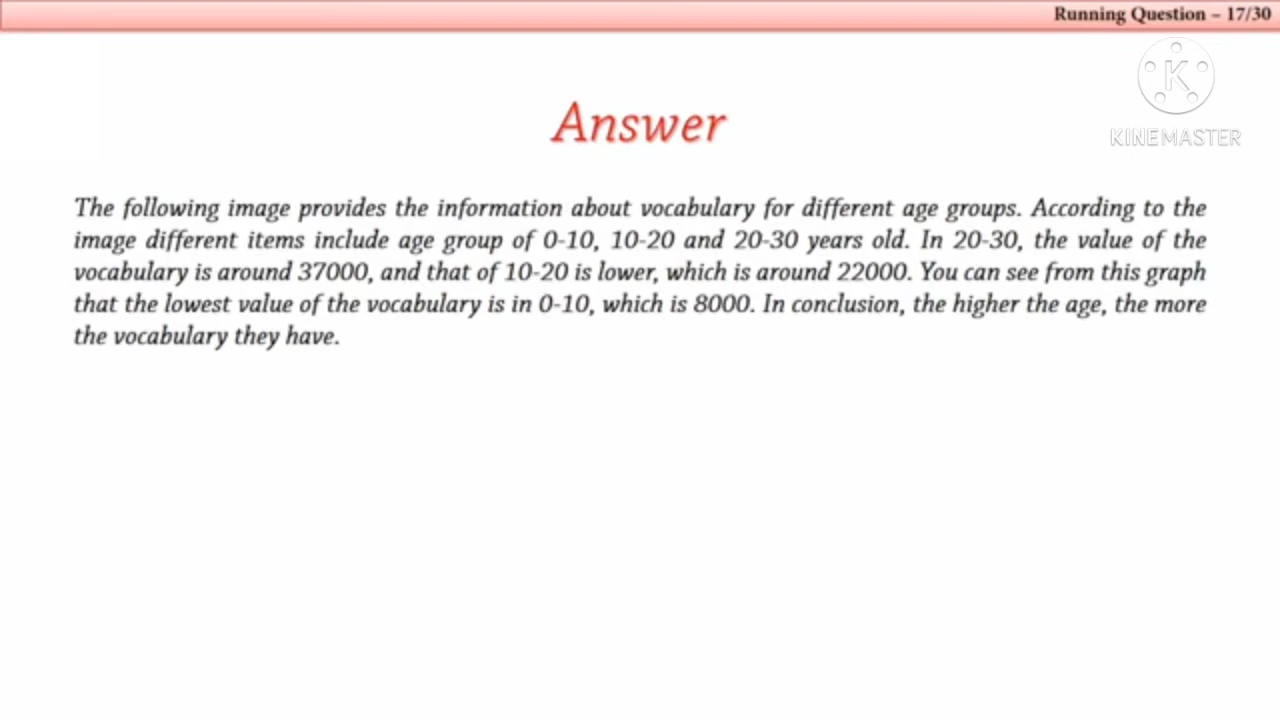 Running Question – 17/30
KINEMASTER
Answer
The following image provides the information about vocabulary for different age groups. According to the
image different items include age group of 0-10, 10-20 and 20-30 years old. In 20-30, the value of the
vocabulary is around 37000, and that of 10-20 is lower, which is around 22000. You can see from this graph
that the lowest value of the vocabulary is in 0-10, which is 8000. In conclusion, the higher the age, the more
the vocabulary they have.